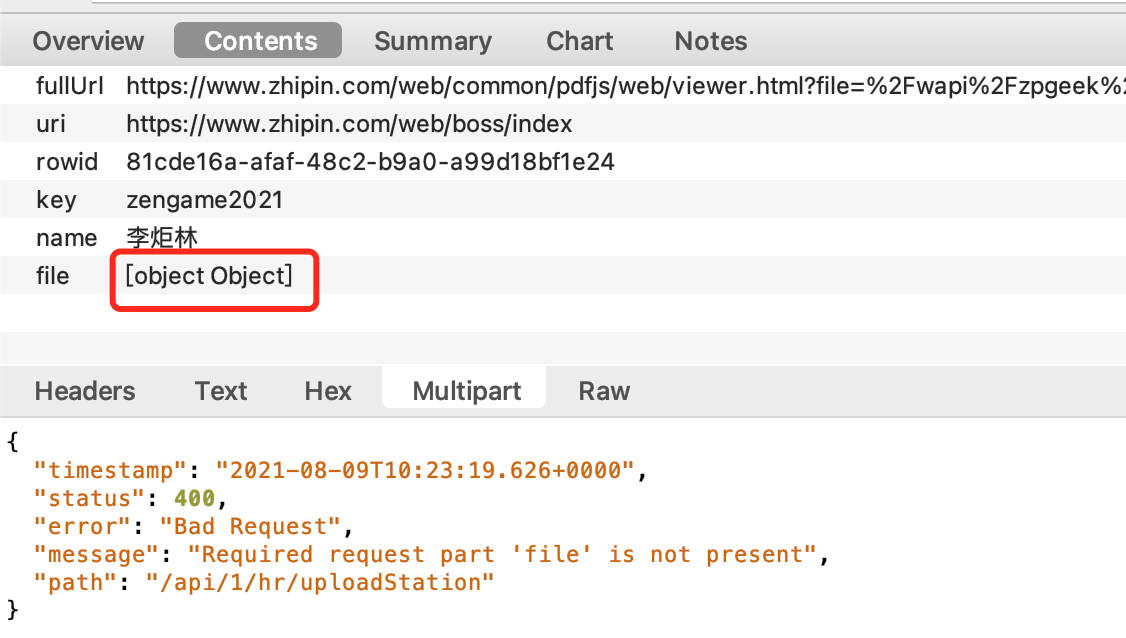 Overview Contents Summary Chart Notes
fullUrl https://www.zhipin.com/web/common/pdfjs/web/viewer.html?file=%2Fwapi%2Fzpgeek%2
uri https://www.zhipin.com/web/boss/index
rowid 81cde16a-afaf-48c2-b9a0-a99d18bf1e24
key zengame2021
name 李炬林
file [object Object]
Headers Text Hex Multipart Raw
{
"timestamp": "2021-08-09T10:23:19.626+0000",
"status": 400,
"error": "Bad Request",
"message": "Required request part 'file' is not present",
"path": "/api/1/hr/uploadStation"
}